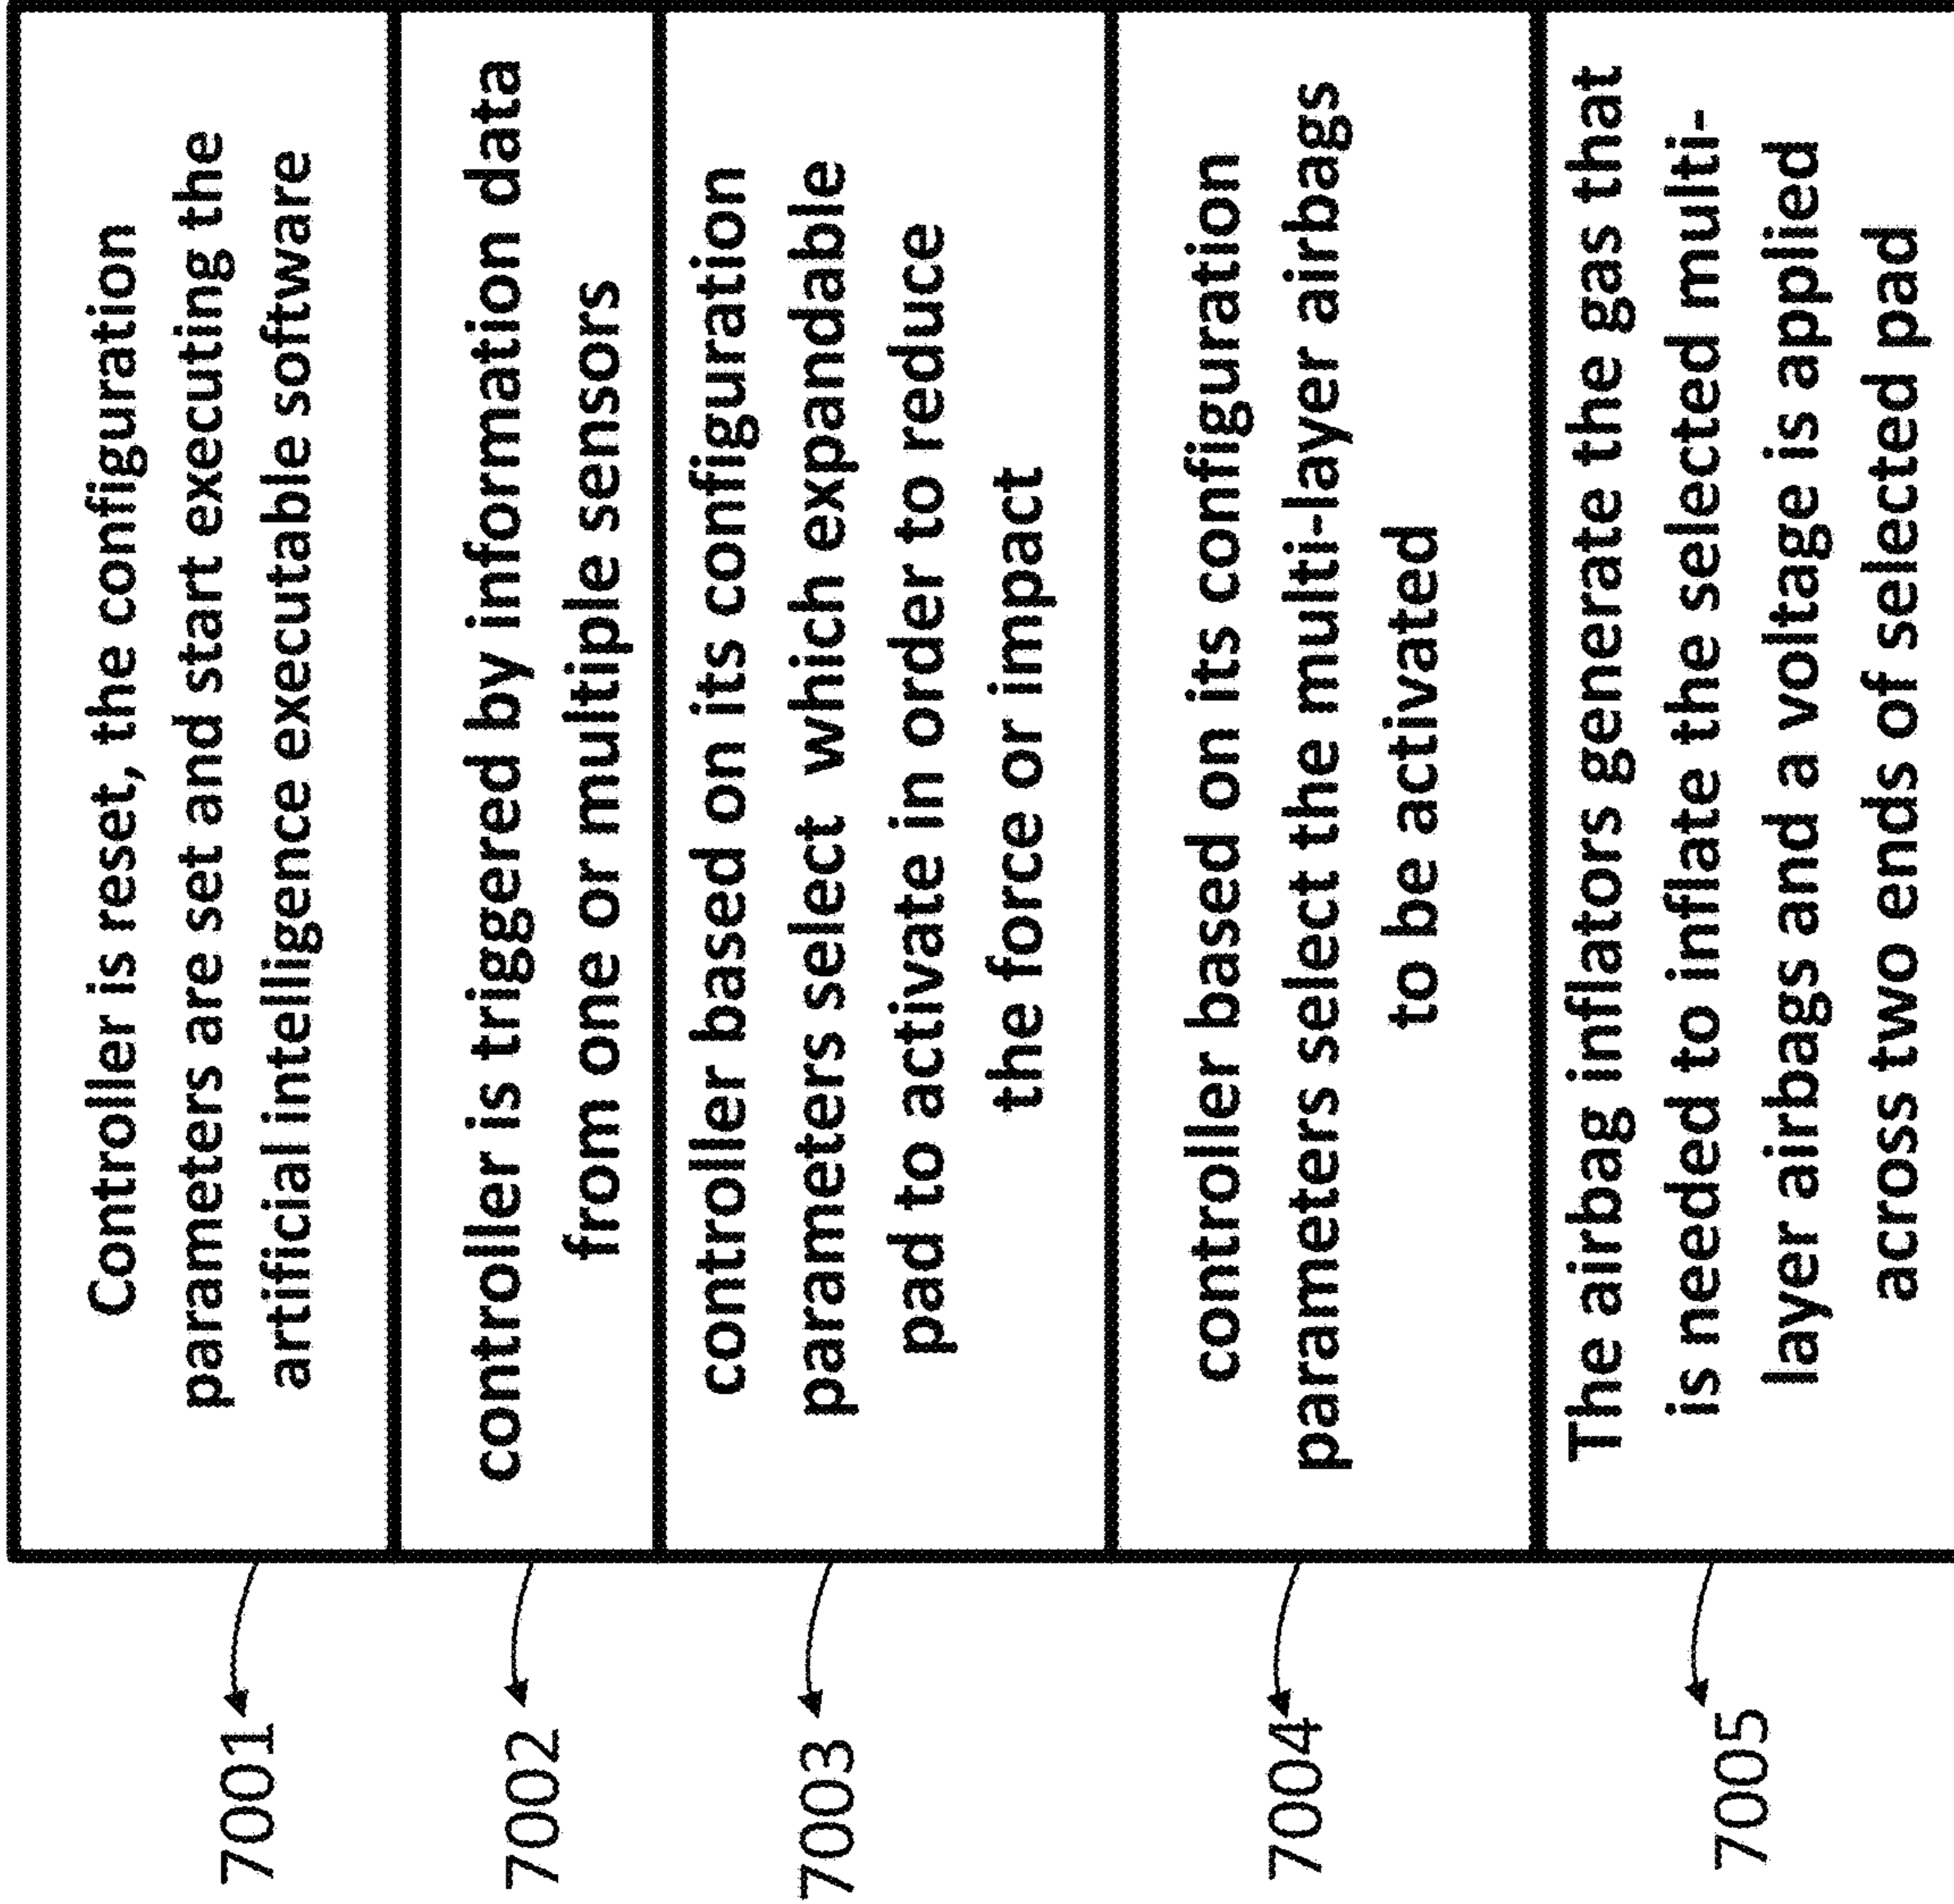 7001
Controller is reset, the configuration
parameters are set and start executing the
artificial intelligence executable software
7002
controller is triggered by information data
from one or multiple sensors
7003
controller based on its configuration
parameters select which expandable
pad to activate in order to reduce
the force or impact
7004
controller based on its configuration
parameters select the multi-layer airbags
to be activated
7005
The airbag inflators generate the gas that
is needed to inflate the selected multi-
layer airbags and a voltage is applied
across two ends of selected pad